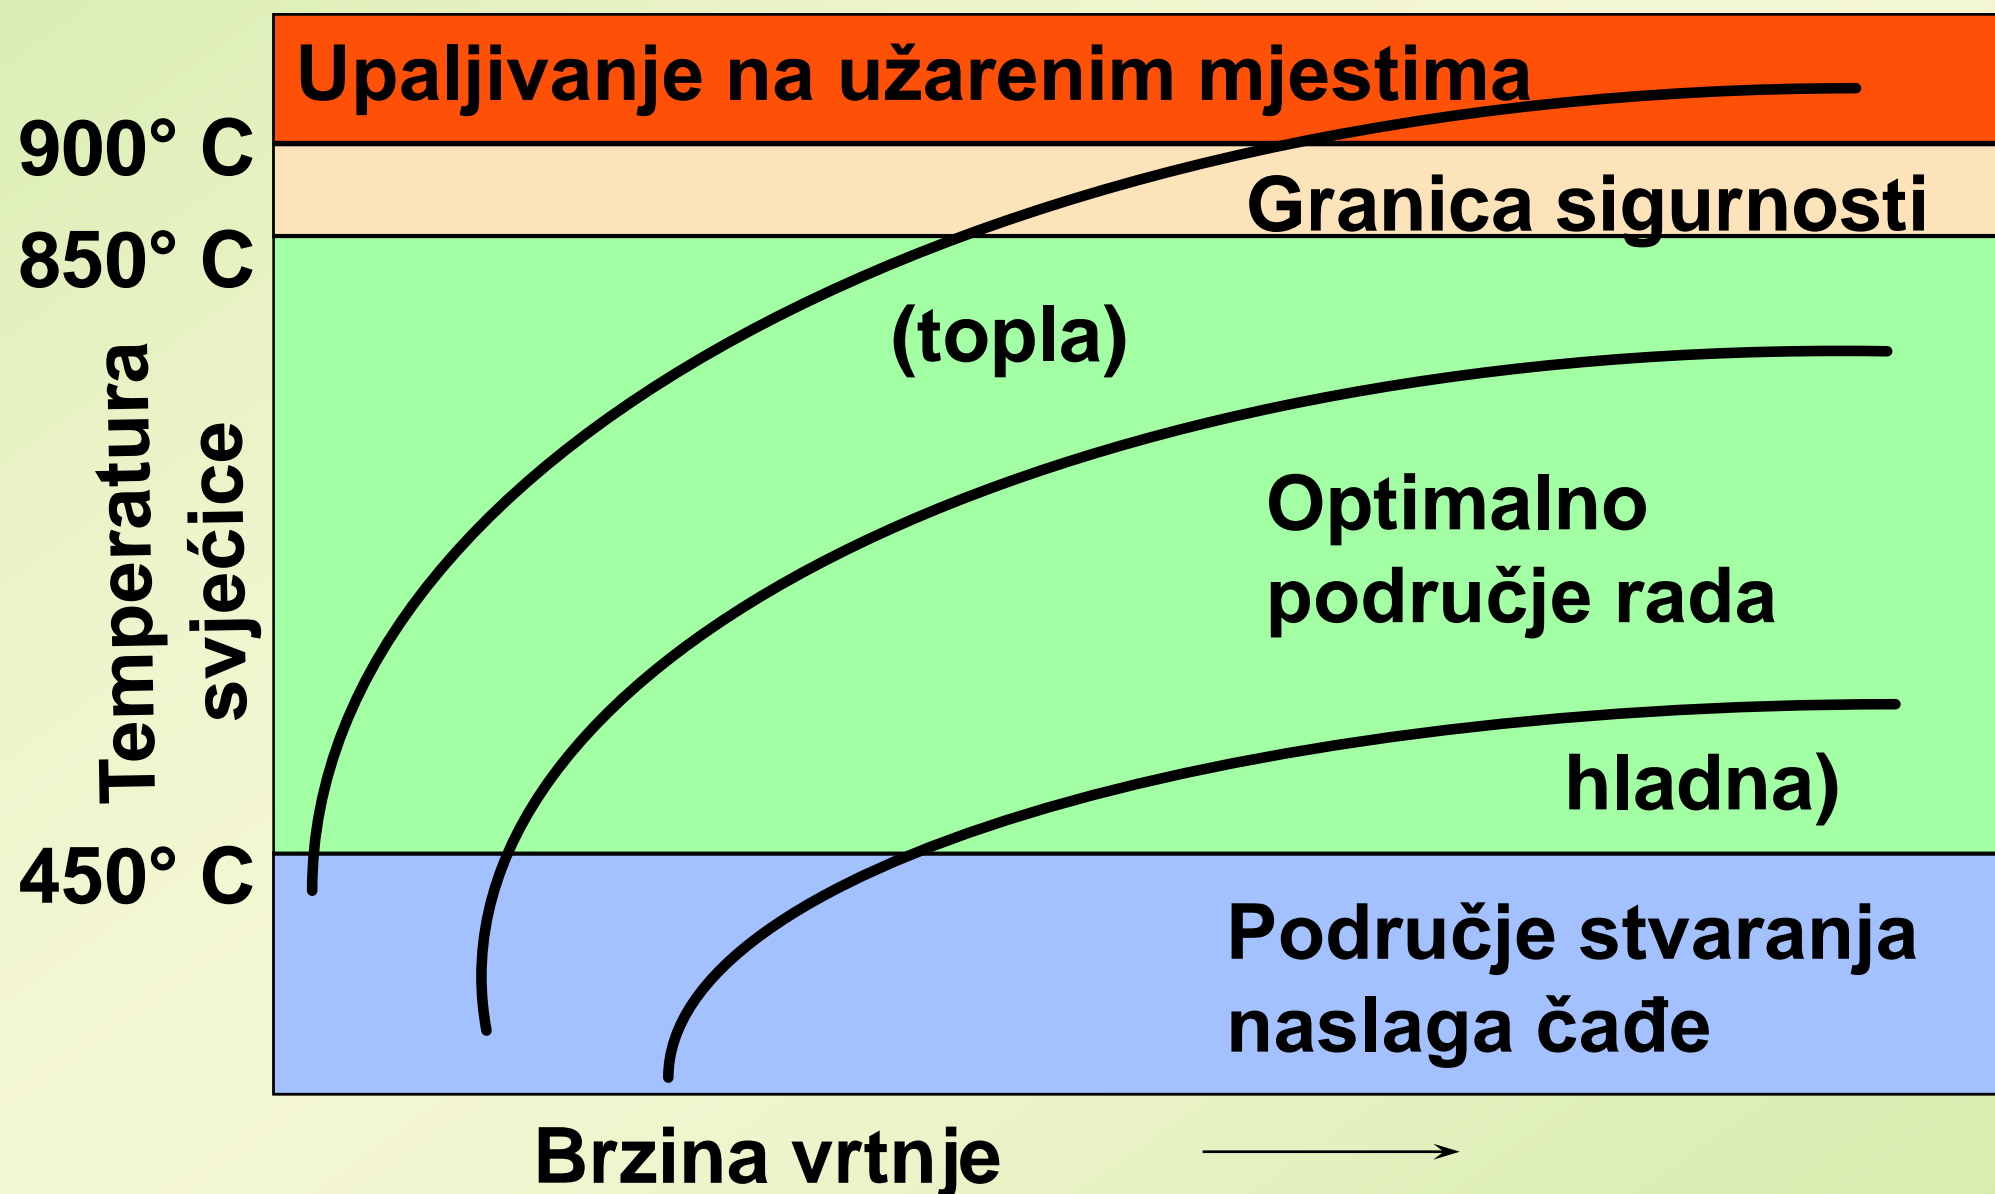 Upaljivanje na užarenim mjestima
900° C
Granica sigurnosti
850° C
(topla)
Temperatura
svjećice
Optimalno
područje rada
hladna)
450° C
Područje stvaranja
naslaga čađe
Brzina vrtnje